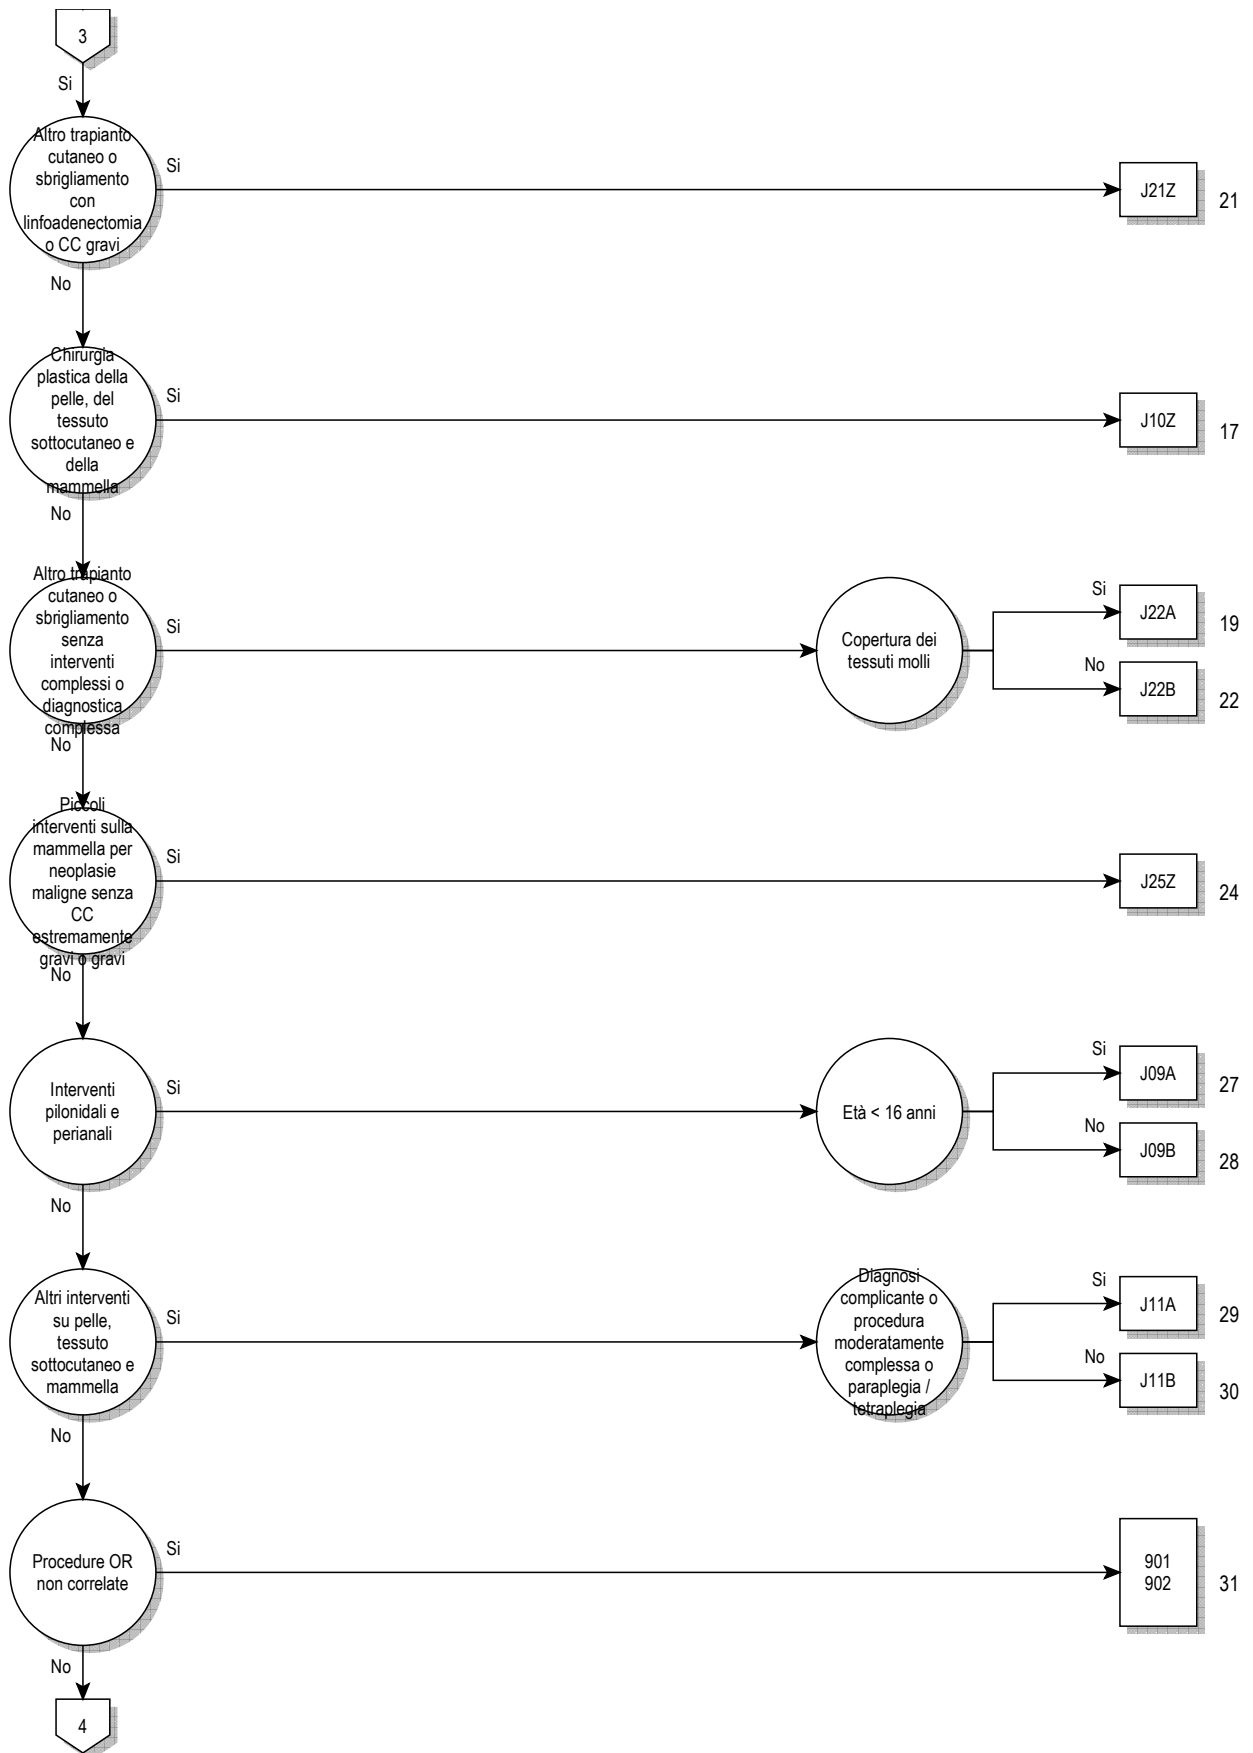 3
Si
Altro trapianto
cutaneo o
sbrigliamento
con
linfoadenectomia
o CC gravi
Si
J21Z
21
No
Chirurgia
plastica della
pelle, del
tessuto
sottocutaneo e
della
mammella
Si
J10Z
17
No
Altro trapianto
cutaneo o
sbrigliamento
senza
interventi
complessi o
diagnostica
complessa
Si
Copertura dei
tessuti molli
Si
J22A
19
No
J22B
22
No
Piccoli
interventi sulla
mammella per
neoplasie
maligne senza
CC
estremamente
gravi o gravi
Si
J25Z
24
No
Interventi
pilonidali e
perianali
Si
Età < 16 anni
Si
J09A
27
No
J09B
28
No
Altri interventi
su pelle,
tessuto
sottocutaneo e
mammella
Si
Diagnosi
complicante o
procedura
moderatamente
complessa o
paraplegia /
tetraplegia
Si
J11A
29
No
J11B
30
No
Procedure OR
non correlate
Si
901
902
31
No
4